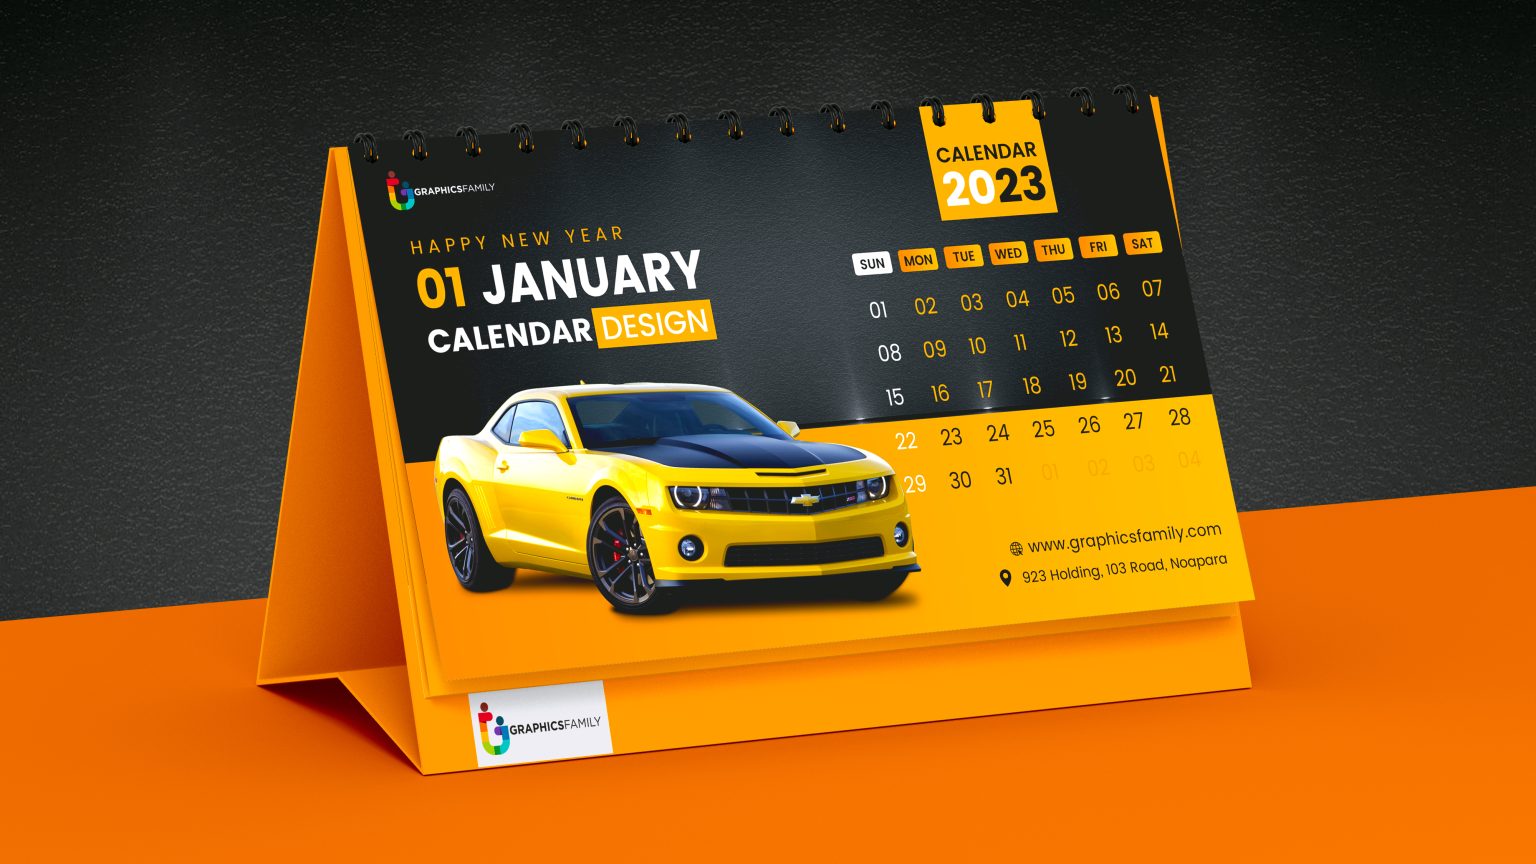 GRAPHICSFAMILY
HAPPY NEW YEAR
01 JANUARY
CALENDAR DESIGN
CALENDAR
2023
SUN MON TUE WED THU FRI SAT
01 02 03 04 05 06 07
08 09 10 11 12 13 14
15 16 17 18 19 20 21
22 23 24 25 26 27 28
29 30 31 01 02 03 04
www.graphicsfamily.com
923 Holding, 103 Road, Noapara
GRAPHICSFAMILY